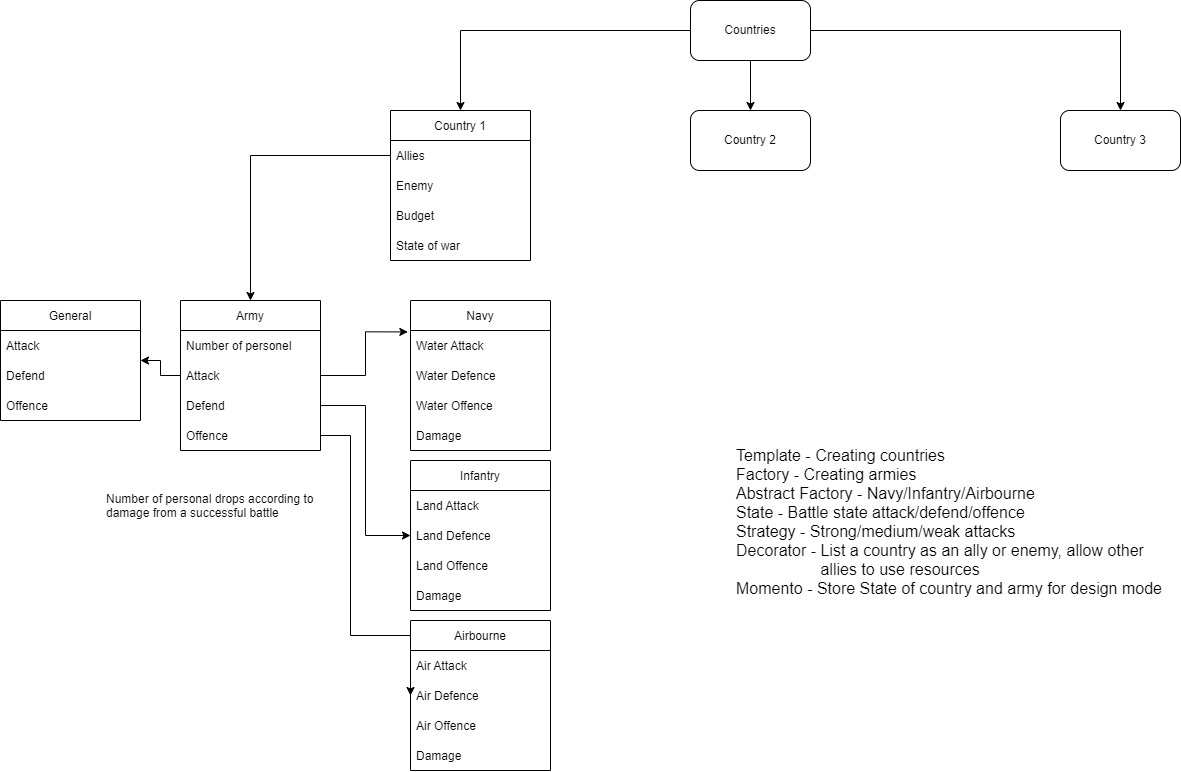 Countries
Country 1
Country 2
Country 3
Allies
Enemy
Budget
State of war
General
Attack
Defend
Offence
Army
Number of personel
Attack
Defend
Offence
Navy
Water Attack
Water Defence
Water Offence
Damage
Infantry
Land Attack
Land Defence
Land Offence
Damage
Airbourne
Air Attack
Air Defence
Air Offence
Damage
Number of personal drops according to
damage from a successful battle
Template - Creating countries
Factory - Creating armies
Abstract Factory - Navy/Infantry/Airbourne
State - Battle state attack/defend/offence
Strategy - Strong/medium/weak attacks
Decorator - List a country as an ally or enemy, allow other
allies to use resources
Momento - Store State of country and army for design mode